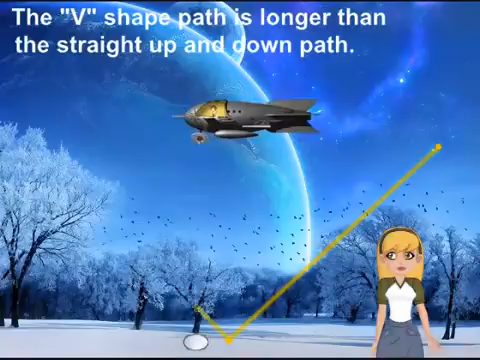 The "V" shape path is longer than
the straight up and down path.